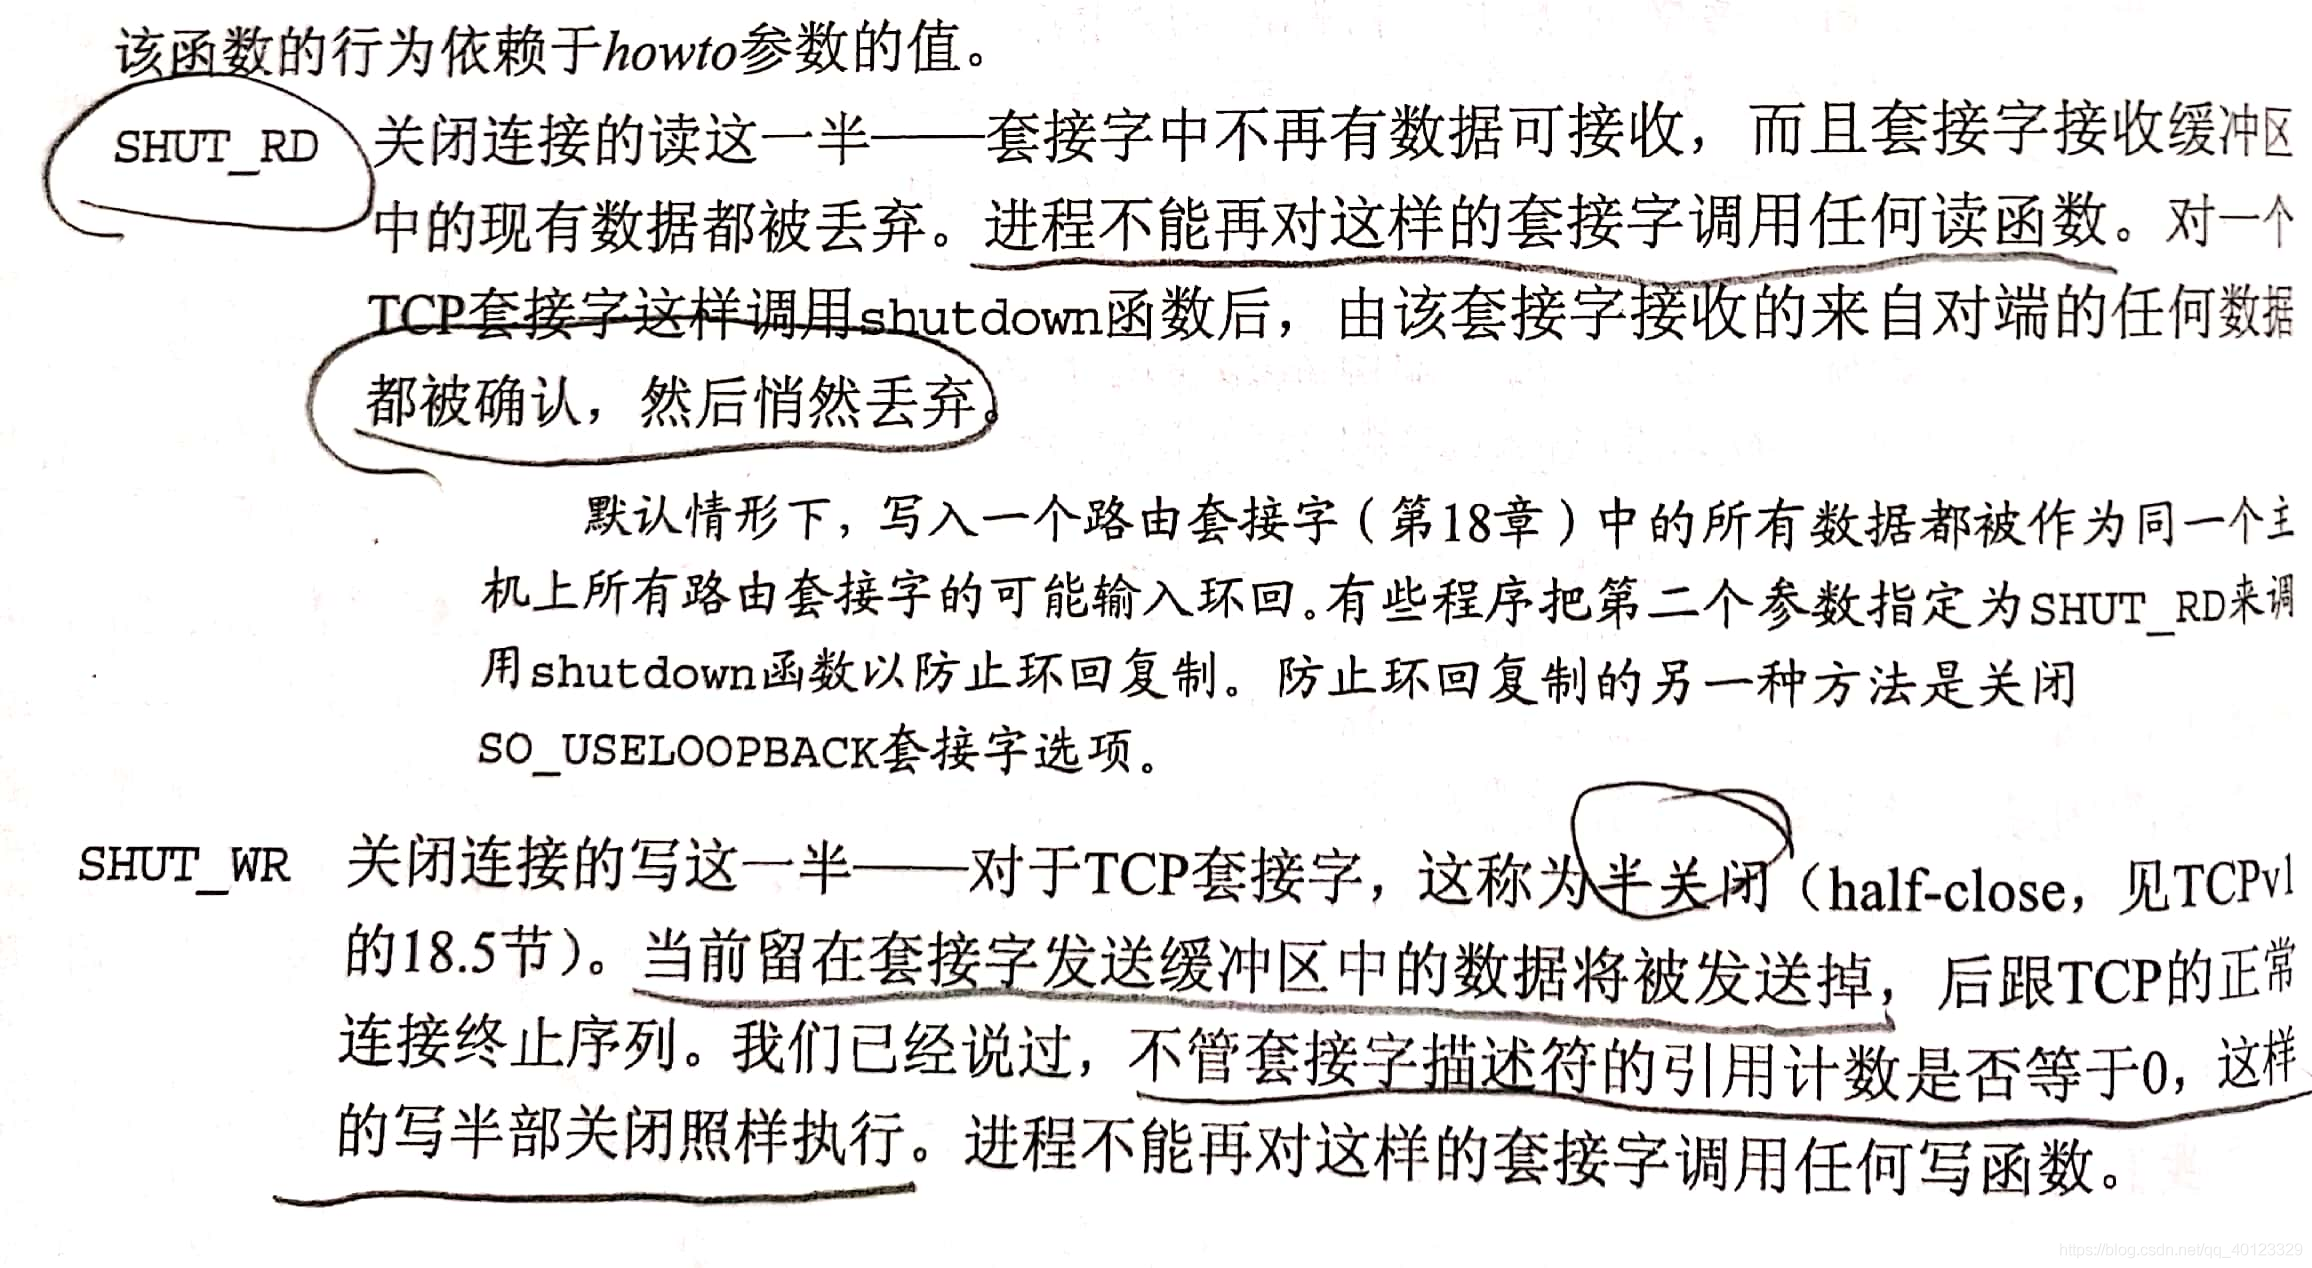 该函数的行为依赖于howto参数的值。
SHUT_RD 关闭连接的读这一半——套接字中不再有数据可接收，而且套接字接收缓冲区
中的现有数据都被丢弃。进程不能再对这样的套接字调用任何读函数。对一个
TCP套接字这样调用shutdown函数后，由该套接字接收的来自对端的任何数据
都被确认，然后悄然丢弃。
默认情形下，写入一个路由套接字（第18章）中的所有数据都被作为同一个主
机上所有路由套接字的可能输入环回。有些程序把第二个参数指定为SHUT_RD来调
用shutdown函数以防止环回复制。防止环回复制的另一种方法是关闭
SO_USELOOPBACK套接字选项。
SHUT_WR 关闭连接的写这一半——对于TCP套接字，这称为半关闭（half-close，见TCPv1
的18.5节）。当前留在套接字发送缓冲区中的数据将被发送掉，后跟TCP的正常
连接终止序列。我们已经说过，不管套接字描述符的引用计数是否等于0，这样
的写半部关闭照样执行。进程不能再对这样的套接字调用任何写函数。
https://blog.csdn.net/qq_40123329